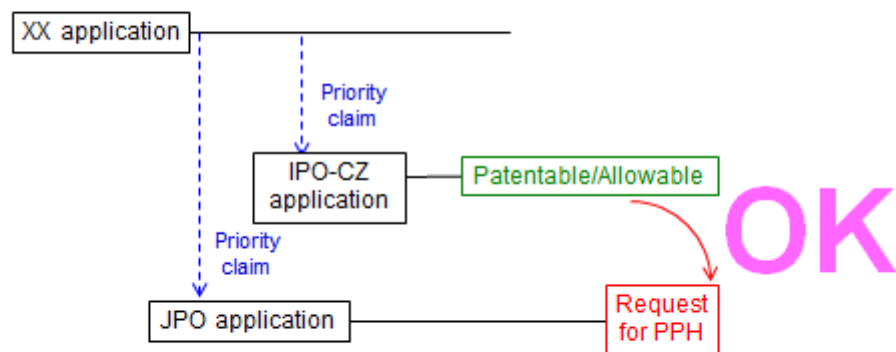 XX application
Priority
claim
IPO-CZ
application
Patentable/Allowable
OK
Priority
claim
JPO application
Request
for PPH